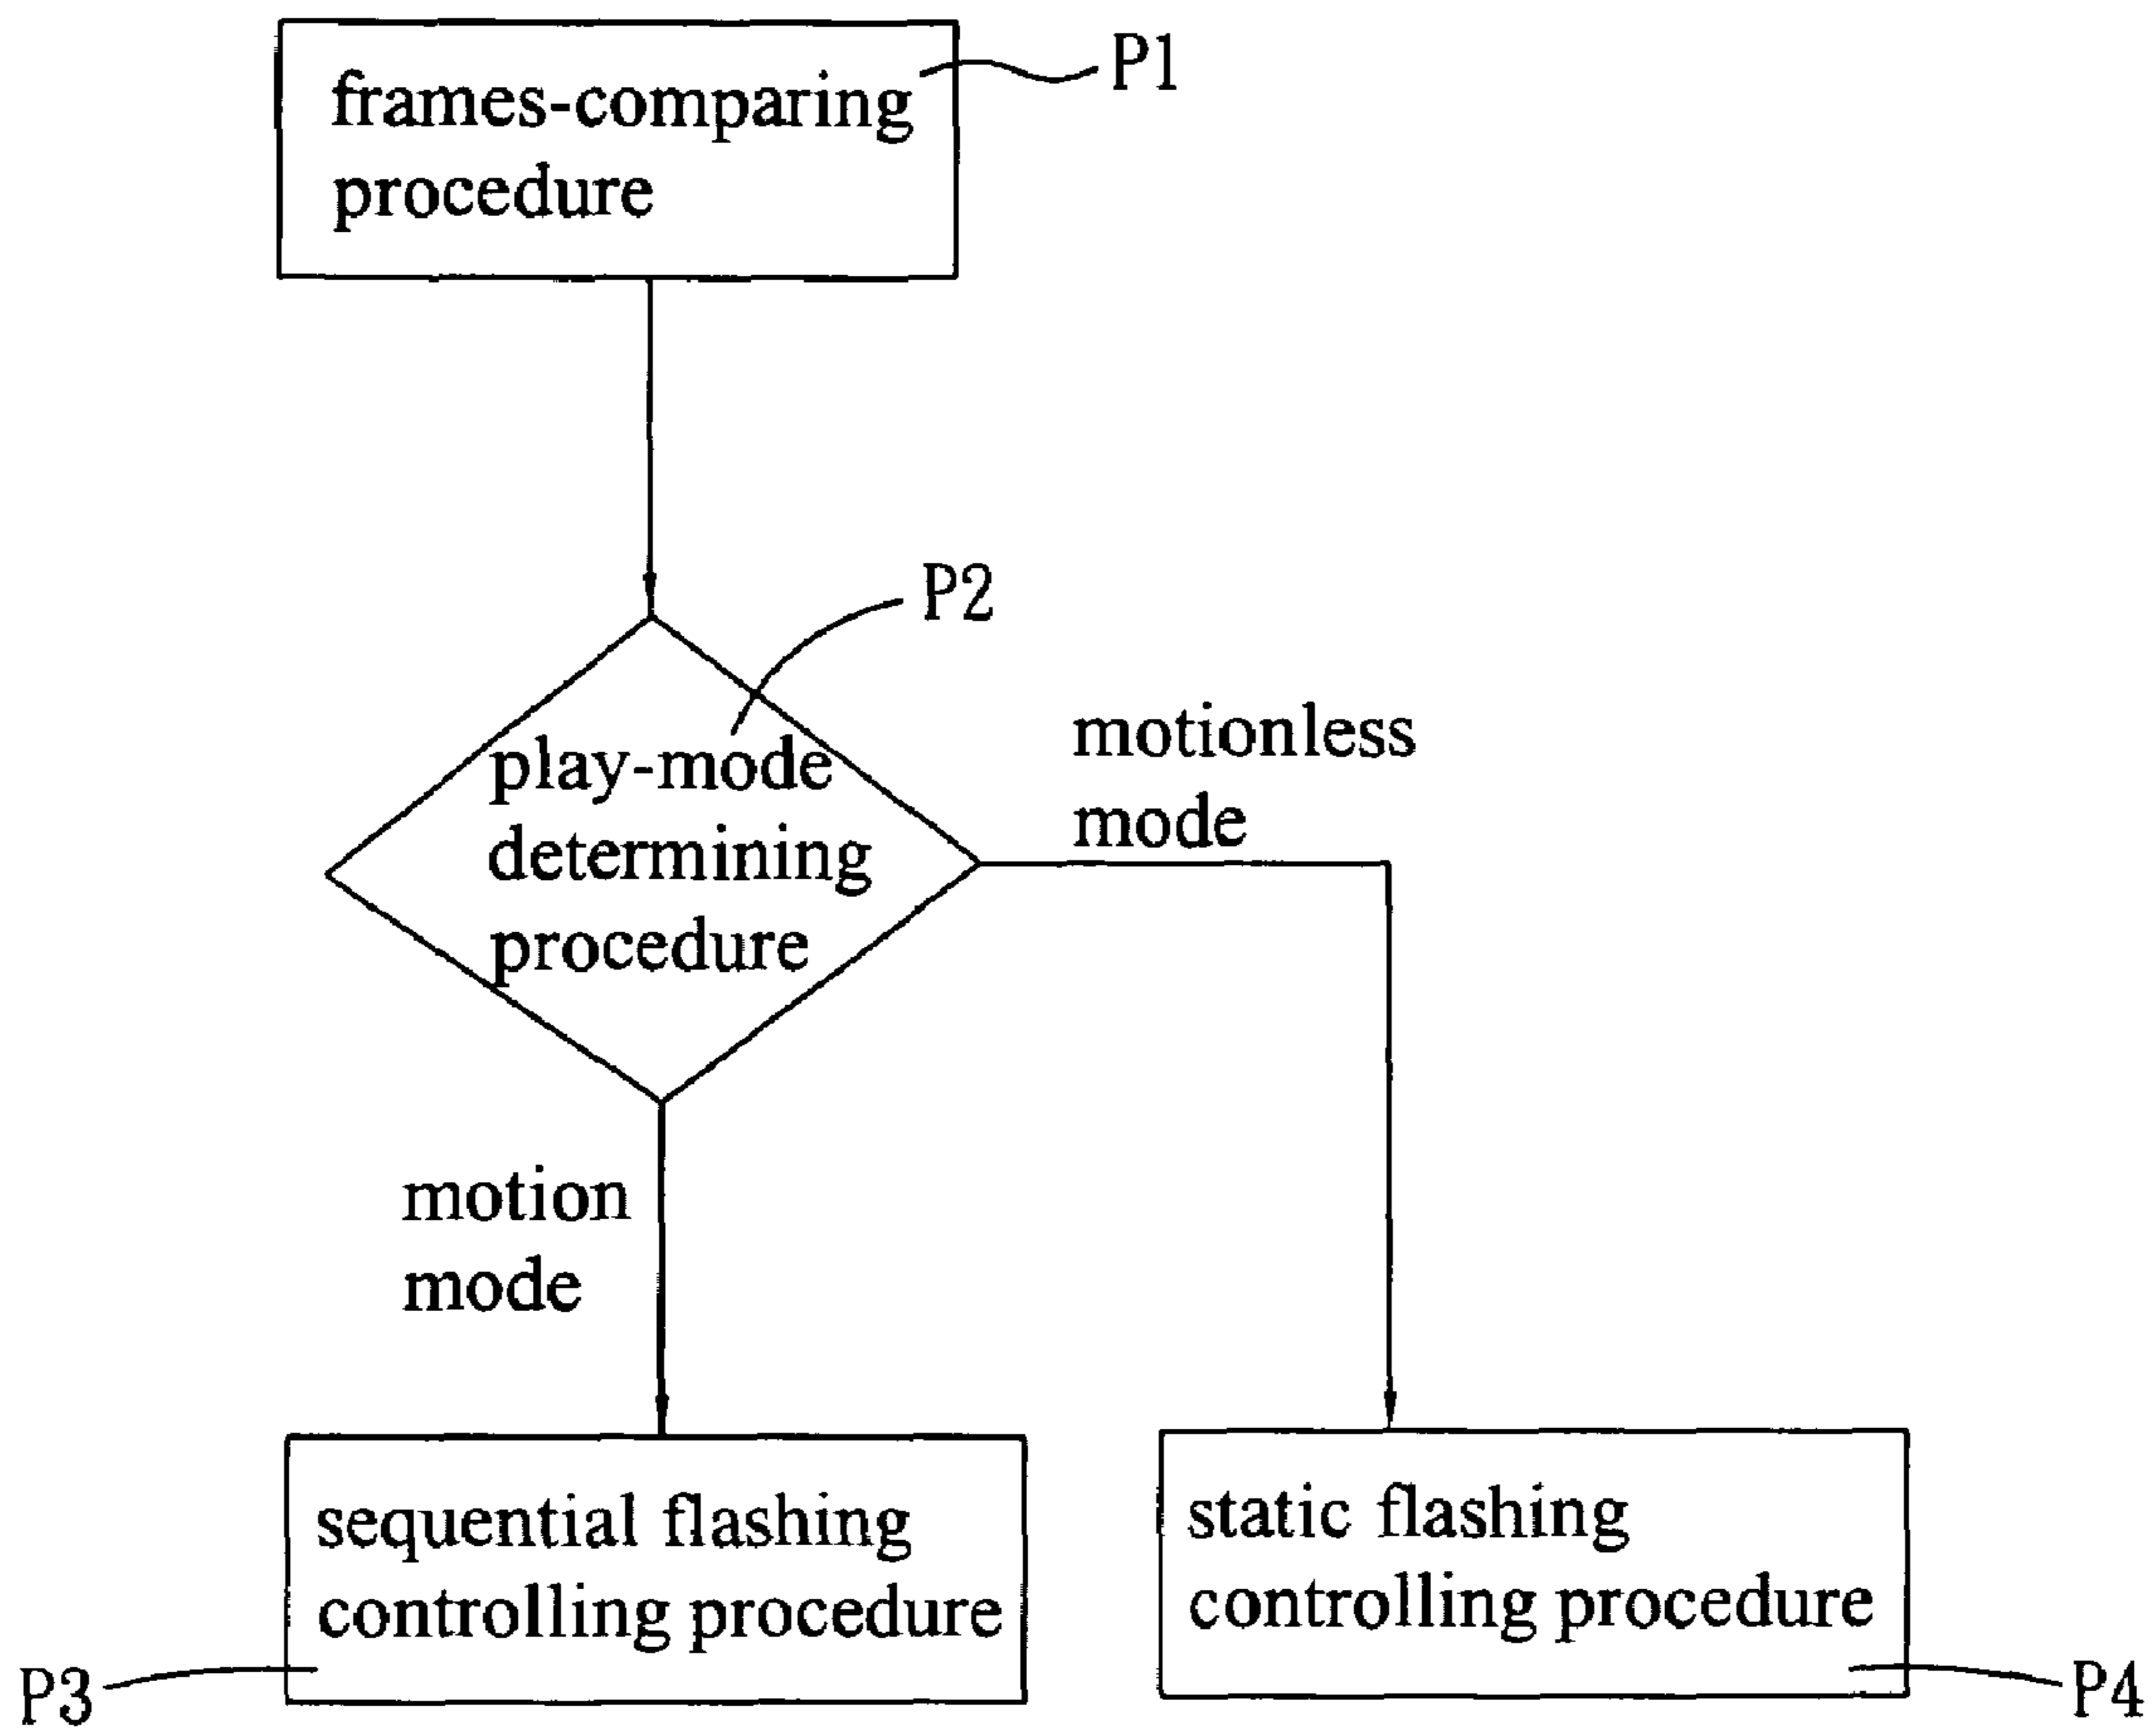 frames-comparing
procedure
P1
P2
play-mode
determining
procedure
motionless
mode
motion
mode
sequential flashing
controlling procedure
P3
static flashing
controlling procedure
P4